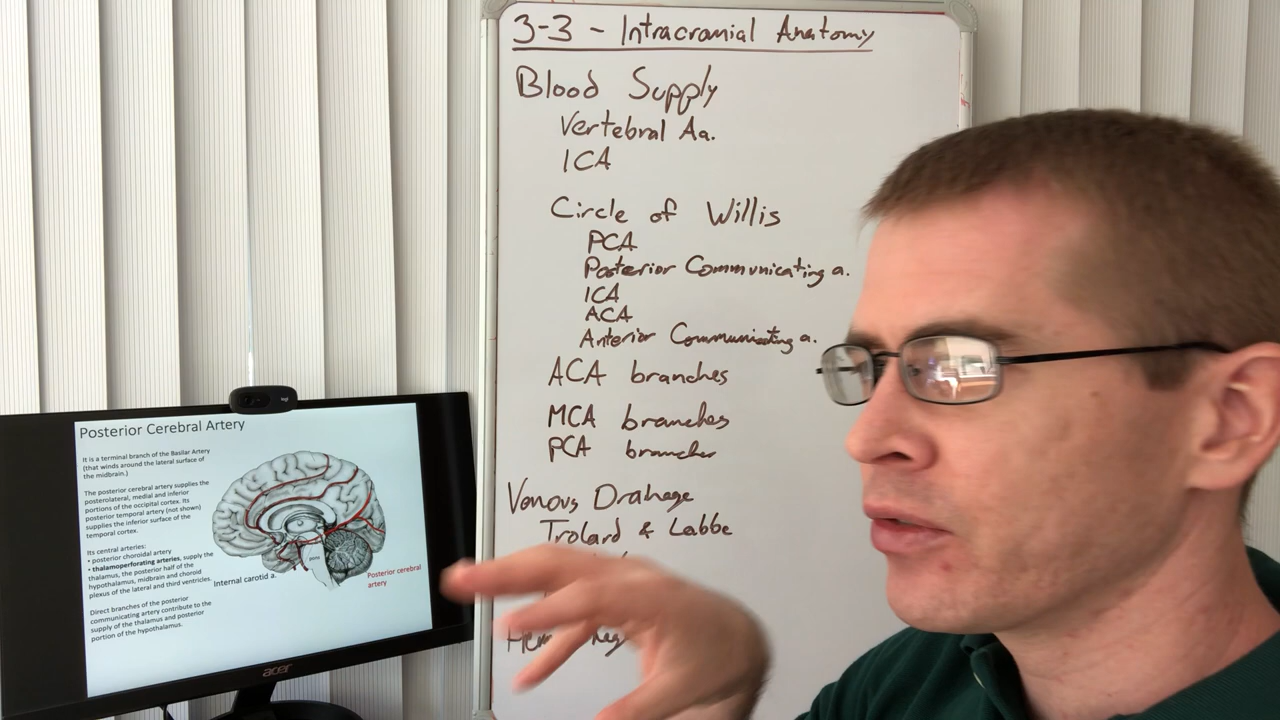 3-3 - Intracranial Anatomy
Blood Supply
Vertebral Aa.
ICA
Circle of Willis
PCA
Posterior Communicating a.
ICA
ACA
Anterior Communicating a.
ACA branches
MCA branches
PCA branches
Venous Drainage
Trolard & Labbe
Posterior Cerebral Artery
It is a terminal branch of the Basilar Artery
(that winds around the lateral surface of
the midbrain.)
The posterior cerebral artery supplies the
posterolateral, medial and inferior
portions of the occipital cortex. Its
posterior temporal artery (not shown)
supplies the inferior surface of the
temporal cortex.
Its central arteries:
• posterior choroidal artery
• thalamoperforating arteries, supply the
thalamus, the posterior half of the
hypothalamus, midbrain and choroid
plexus of the lateral and third ventricles.
Direct branches of the posterior
communicating artery contribute to the
supply of the thalamus and posterior
portion of the hypothalamus.
pons
Internal carotid a.
Posterior cerebral
artery
acer
logi